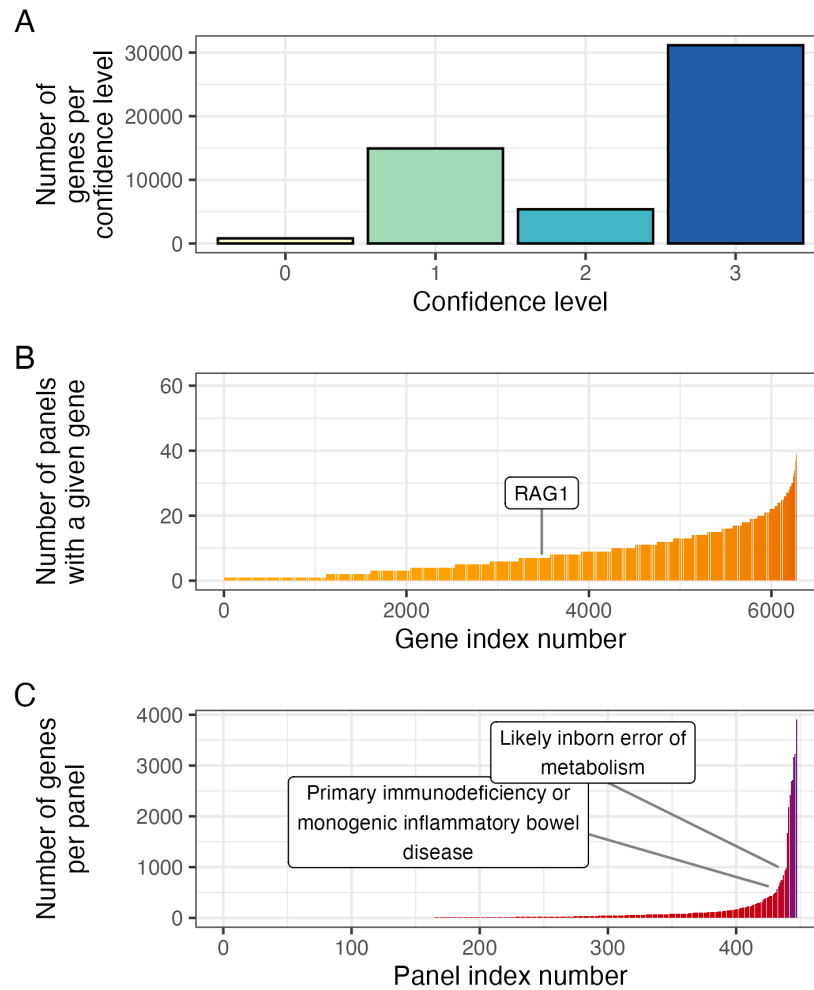 A
Number of
genes per
confidence level
30000
20000
10000
0
0 1 2 3
Confidence level
B
Number of panels
with a given gene
60
40
20
0
RAG1
0 2000 4000 6000
Gene index number
C
Number of genes
per panel
4000
3000
2000
1000
0
Likely inborn error of
metabolism
Primary immunodeficiency or
monogenic inflammatory bowel
disease
0 100 200 300 400
Panel index number